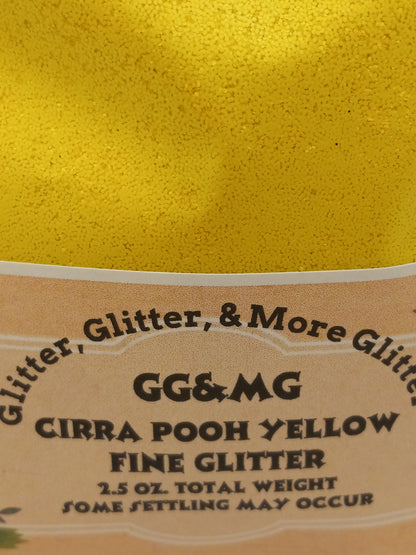 Glitter, Glitter, & More Glitter
GG&MG
CIRRA POOH YELLOW
FINE GLITTER
2.5 OZ. TOTAL WEIGHT
SOME SETTLING MAY OCCUR